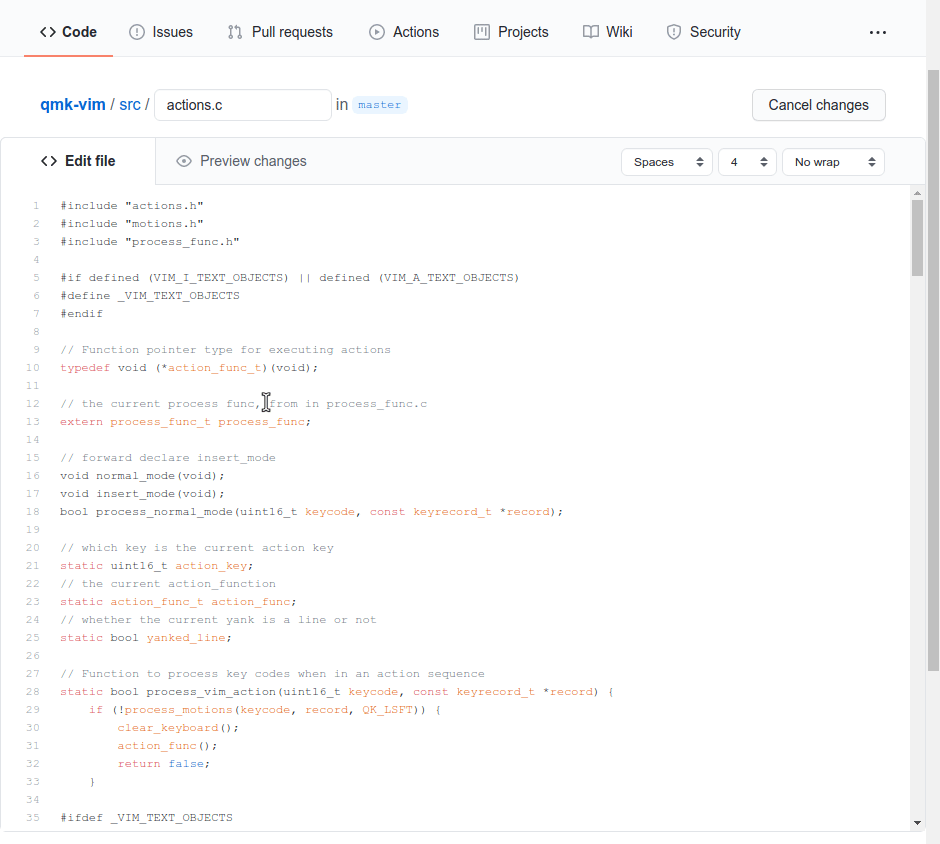 Code Issues Pull requests Actions Projects Wiki Security ...
qmk-vim / src / actions.c in master Cancel changes
Edit file Preview changes Spaces 4 No wrap
1 #include "actions.h"
2 #include "motions.h"
3 #include "process_func.h"
4
5 #if defined (VIM_I_TEXT_OBJECTS) || defined (VIM_A_TEXT_OBJECTS)
6 #define _VIM_TEXT_OBJECTS
7 #endif
8
9 // Function pointer type for executing actions
10 typedef void (*action_func_t)(void);
11
12 // the current process func, from in process_func.c
13 extern process_func_t process_func;
14
15 // forward declare insert_mode
16 void normal_mode(void);
17 void insert_mode(void);
18 bool process_normal_mode(uint16_t keycode, const keyrecord_t *record);
19
20 // which key is the current action key
21 static uint16_t action_key;
22 // the current action_function
23 static action_func_t action_func;
24 // whether the current yank is a line or not
25 static bool yanked_line;
26
27 // Function to process key codes when in an action sequence
28 static bool process_vim_action(uint16_t keycode, const keyrecord_t *record) {
29     if (!process_motions(keycode, record, QK_LSFT)) {
30         clear_keyboard();
31         action_func();
32         return false;
33     }
34
35 #ifdef _VIM_TEXT_OBJECTS